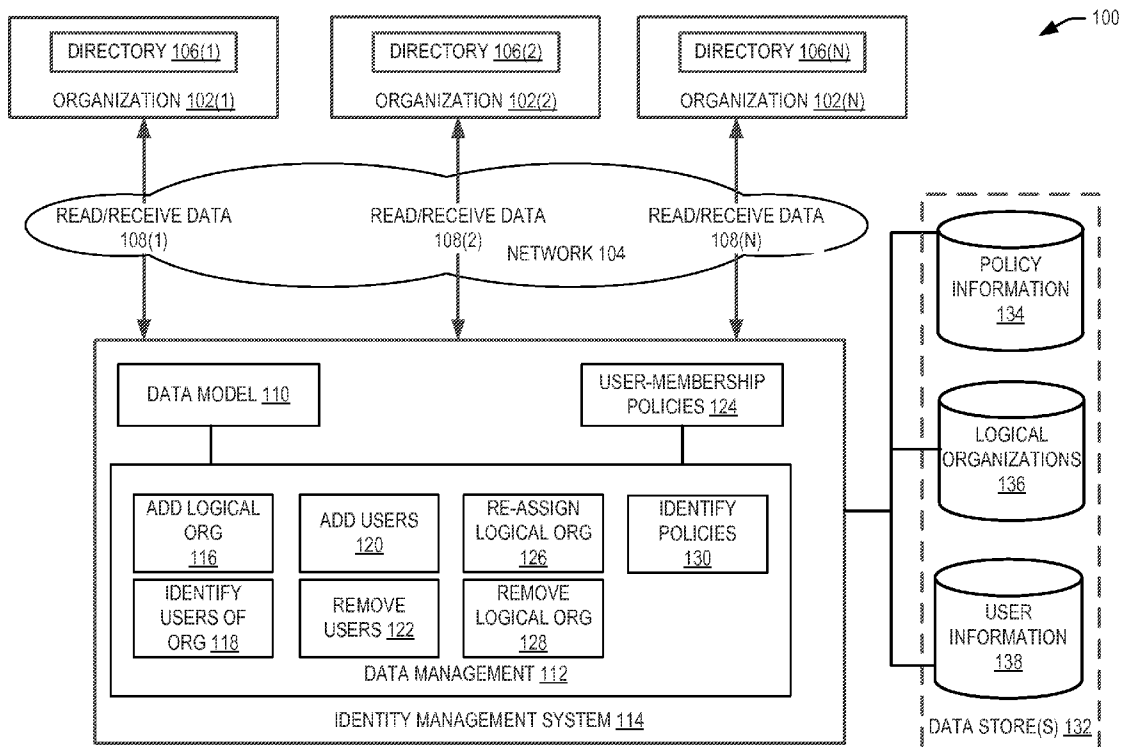 100
DIRECTORY 106(1)
ORGANIZATION 102(1)
DIRECTORY 106(2)
ORGANIZATION 102(2)
DIRECTORY 106(N)
ORGANIZATION 102(N)
READ/RECEIVE DATA
108(1)
READ/RECEIVE DATA
108(2)
READ/RECEIVE DATA
108(N)
NETWORK 104
DATA MODEL 110
USER-MEMBERSHIP
POLICIES 124
ADD LOGICAL
ORG
116
ADD USERS
120
RE-ASSIGN
LOGICAL ORG
126
IDENTIFY
POLICIES
130
IDENTIFY
USERS OF
ORG 118
REMOVE
USERS 122
REMOVE
LOGICAL ORG
128
DATA MANAGEMENT 112
IDENTITY MANAGEMENT SYSTEM 114
POLICY
INFORMATION
134
LOGICAL
ORGANIZATIONS
136
USER
INFORMATION
138
DATA STORE(S) 132